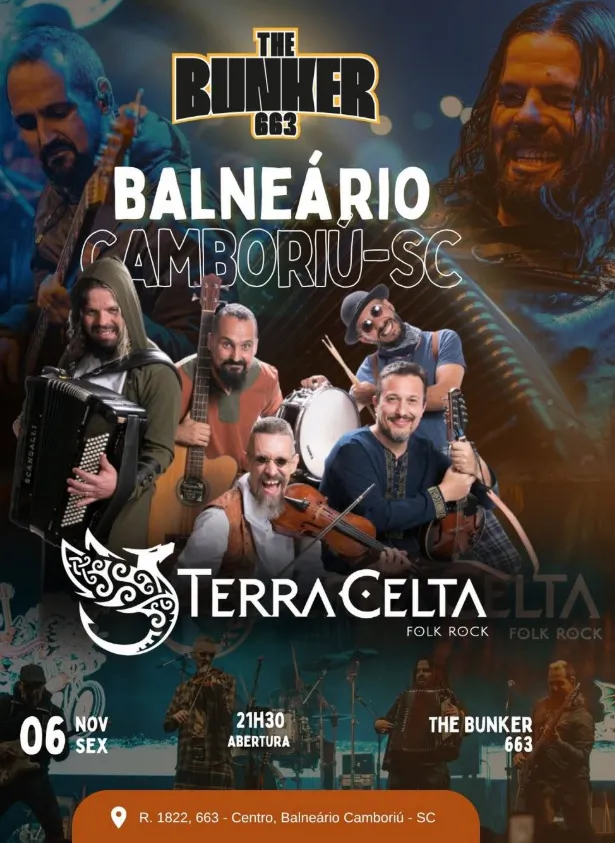 THE
BUNKER
663
BALNEÁRIO
CAMBORIÚ-SC
SCANDALLI
TERRA CELTA
FOLK ROCK
ELTA
FOLK ROCK
06 NOV
SEX
21H30
ABERTURA
THE BUNKER
663
R. 1822, 663 - Centro, Balneário Camboriú - SC